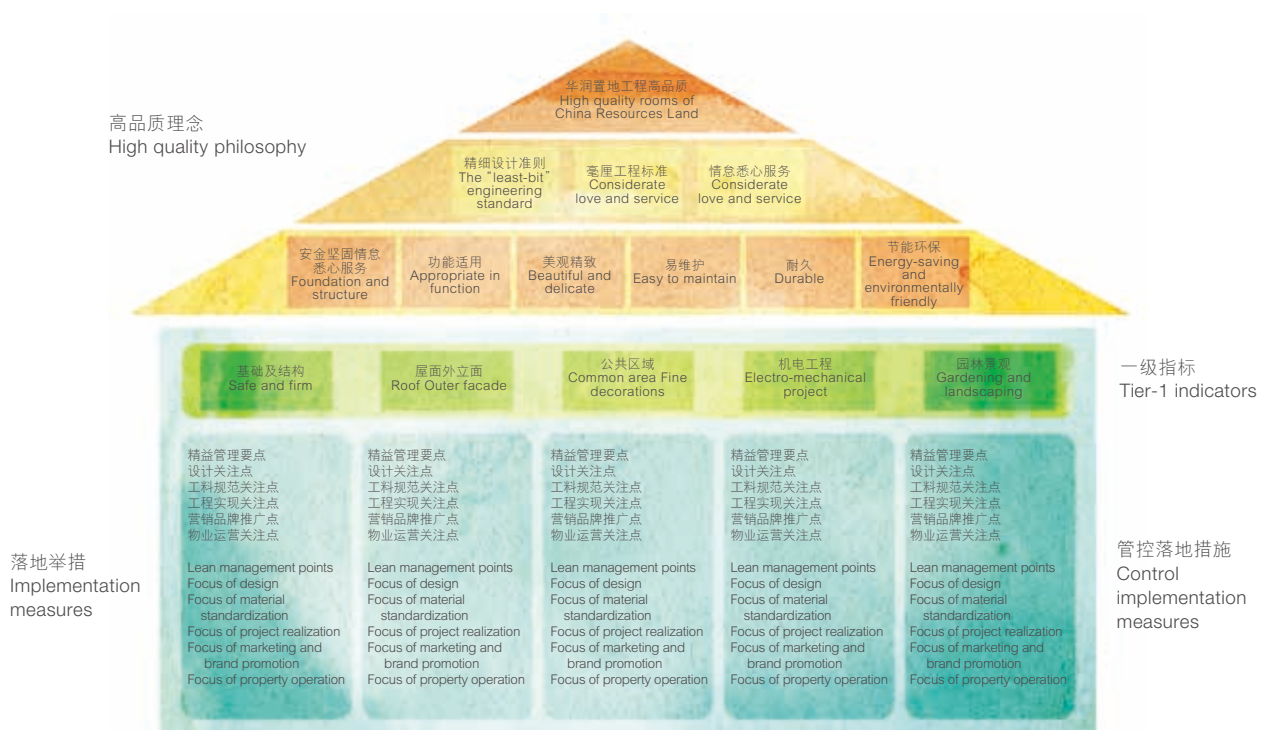 华润置地工程高品质
High quality rooms of
China Resources Land
高品质理念
High quality philosophy
精细设计准则
The “least-bit”
engineering
standard
毫厘工程标准
Considerate
love and service
情怠悉心服务
Considerate
love and service
安金坚固情怠
悉心服务
Foundation and
structure
功能适用
Appropriate in
function
美观精致
Beautiful and
delicate
易维护
Easy to maintain
耐久
Durable
节能环保
Energy-saving
and
environmentally
friendly
基础及结构
Safe and firm
屋面外立面
Roof Outer facade
公共区域
Common area Fine
decorations
机电工程
Electro-mechanical
project
园林景观
Gardening and
landscaping
一级指标
Tier-1 indicators
落地举措
Implementation
measures
精益管理要点
设计关注点
工料规范关注点
工程实现关注点
营销品牌推广点
物业运营关注点
Lean management points
Focus of design
Focus of material
standardization
Focus of project realization
Focus of marketing and
brand promotion
Focus of property operation
精益管理要点
设计关注点
工料规范关注点
工程实现关注点
营销品牌推广点
物业运营关注点
Lean management points
Focus of design
Focus of material
standardization
Focus of project realization
Focus of marketing and
brand promotion
Focus of property operation
精益管理要点
设计关注点
工料规范关注点
工程实现关注点
营销品牌推广点
物业运营关注点
Lean management points
Focus of design
Focus of material
standardization
Focus of project realization
Focus of marketing and
brand promotion
Focus of property operation
精益管理要点
设计关注点
工料规范关注点
工程实现关注点
营销品牌推广点
物业运营关注点
Lean management points
Focus of design
Focus of material
standardization
Focus of project realization
Focus of marketing and
brand promotion
Focus of property operation
精益管理要点
设计关注点
工料规范关注点
工程实现关注点
营销品牌推广点
物业运营关注点
Lean management points
Focus of design
Focus of material
standardization
Focus of project realization
Focus of marketing and
brand promotion
Focus of property operation
管控落地措施
Control
implementation
measures